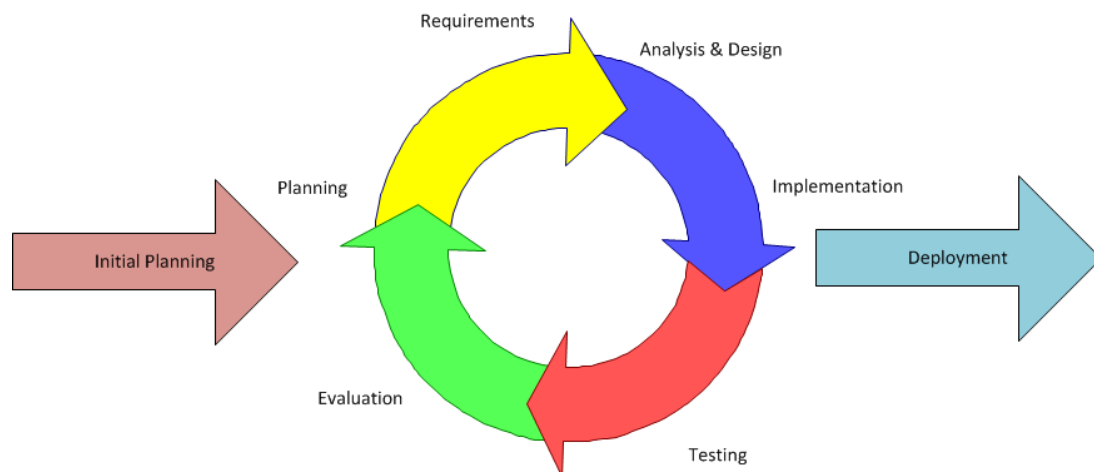 Requirements
Analysis & Design
Planning
Implementation
Initial Planning
Deployment
Evaluation
Testing